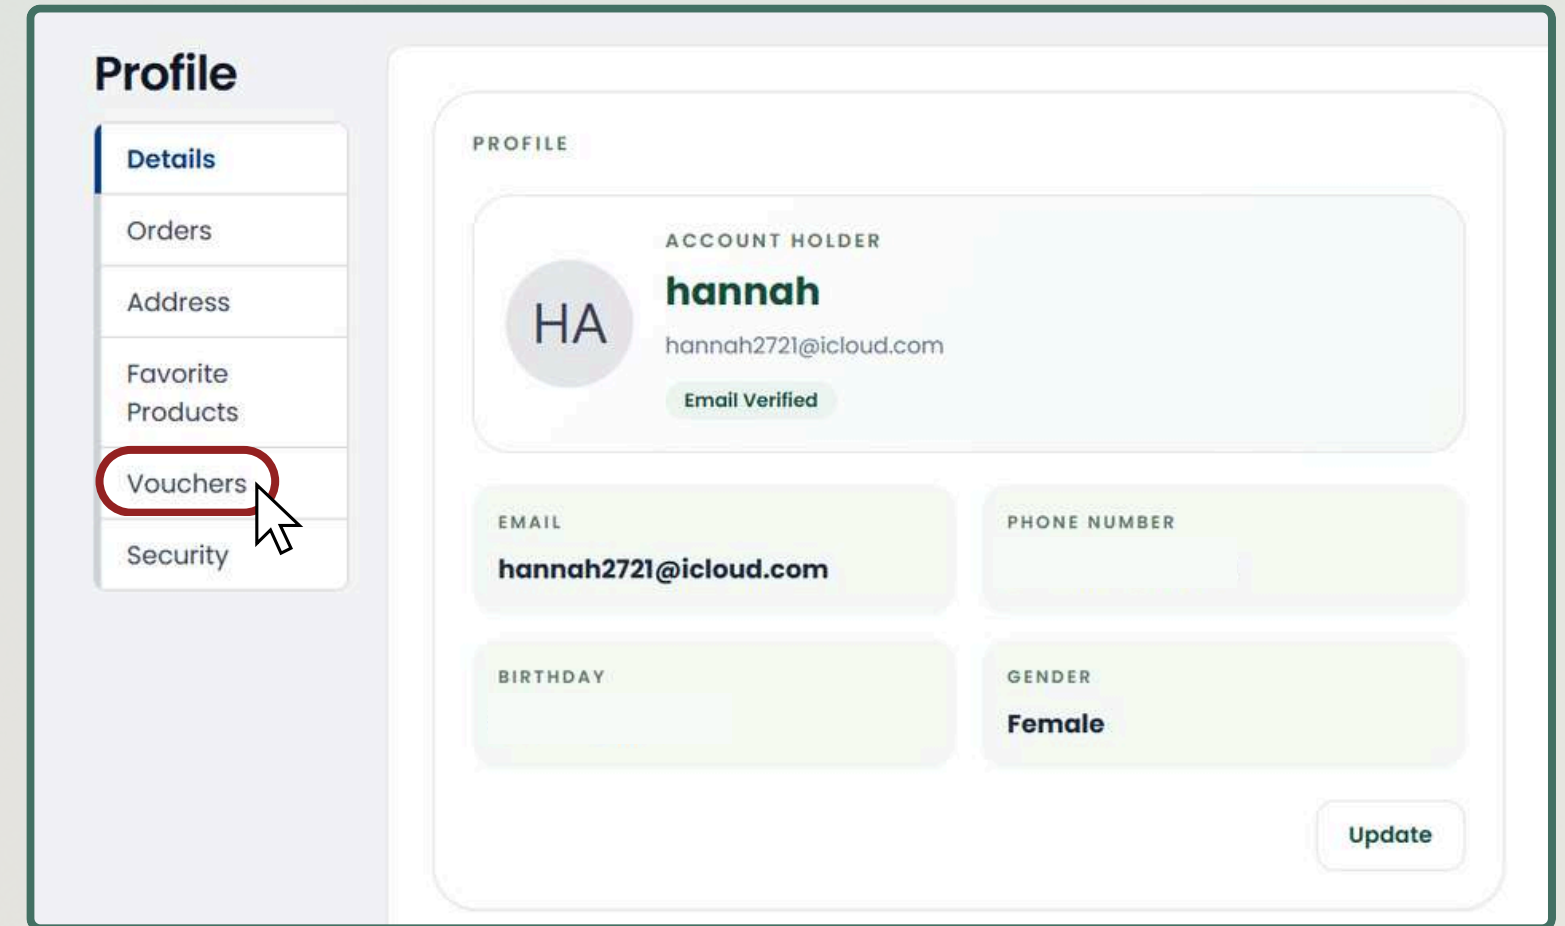 Profile
Details
Orders
Address
Favorite
Products
Vouchers
Security
PROFILE
HA
ACCOUNT HOLDER
hannah
hannah2721@icloud.com
Email Verified
EMAIL
hannah2721@icloud.com
PHONE NUMBER
BIRTHDAY
GENDER
Female
Update